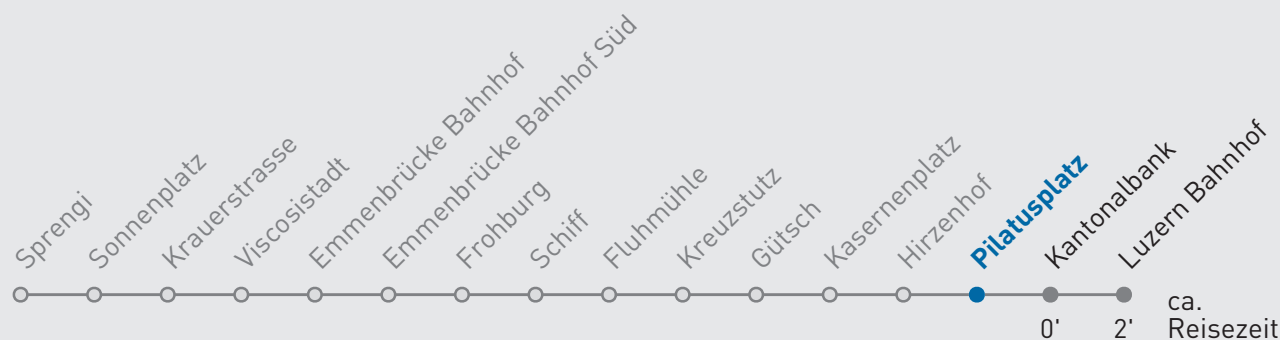 Sprengi
Sonnenplatz
Krauerstrasse
Viscosistadt
Emmenbrücke Bahnhof
Emmenbrücke Bahnhof Süd
Frohburg
Schiff
Fluhmühle
Kreuzstutz
Gütsch
Kasernenplatz
Hirzenhof
Pilatusplatz
Kantonalbank
Luzern Bahnhof
ca.
0' 2' Reisezeit